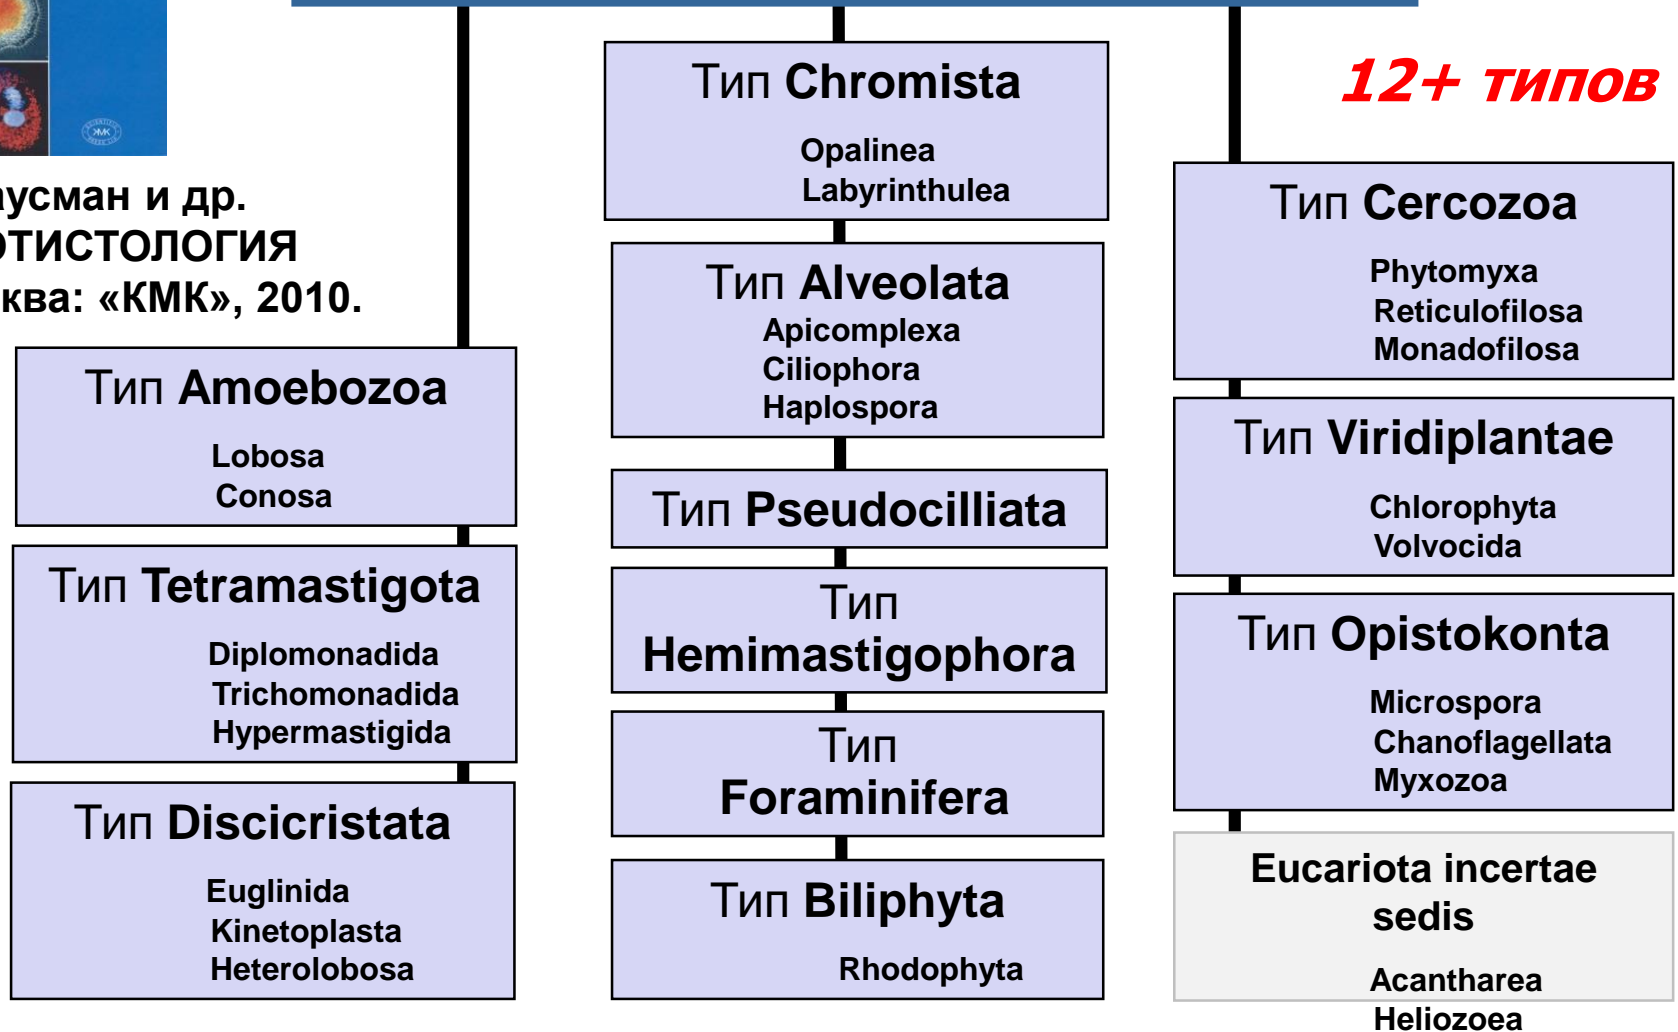 12+ типов
аусман и др.
ОТИСТОЛОГИЯ
ква: «КМК», 2010.
Тип Amoebozoa
Lobosa
Conosa
Тип Tetramastigota
Diplomonadida
Trichomonadida
Hypermastigida
Тип Discicristata
Euglinida
Kinetoplasta
Heterolobosa
Тип Chromista
Opalinea
Labyrinthulea
Тип Alveolata
Apicomplexa
Ciliophora
Haplospora
Тип Pseudocilliata
Тип
Hemimastigophora
Тип
Foraminifera
Тип Biliphyta
Rhodophyta
Тип Cercozoa
Phytomyxa
Reticulofilosa
Monadofilosa
Тип Viridiplantae
Chlorophyta
Volvocida
Тип Opistokonta
Microspora
Chanoflagellata
Myxozoa
Eucariota incertae
sedis
Acantharea
Heliozoea